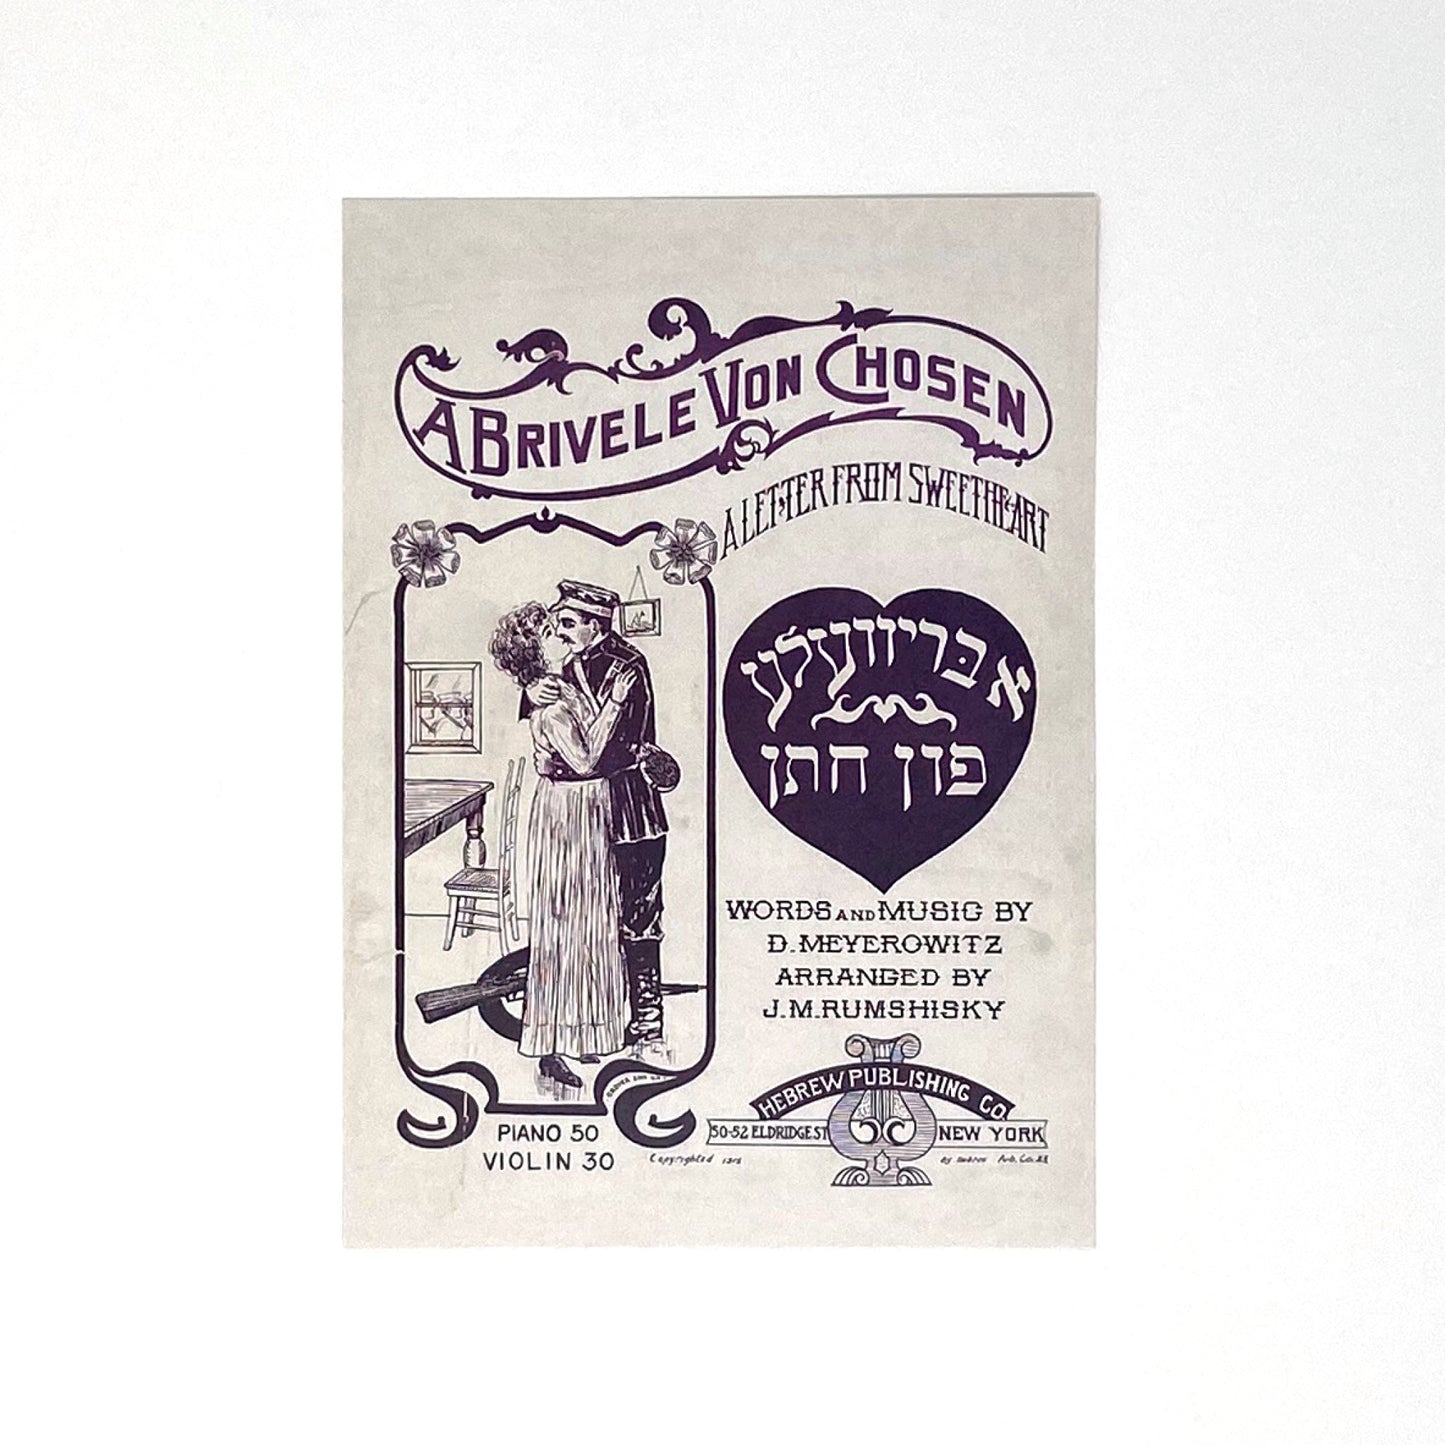 A BRIVELE VON CHOSEN
A LETTER FROM SWEETHEART
א בריוועלע
פון חתן
WORDS AND MUSIC BY
D. MEYEROWITZ
ARRANGED BY
J.M. RUMSHISKY
HEBREW PUBLISHING CO.
50-52 ELDRIDGE ST
NEW YORK
PIANO 50
VIOLIN 30
Copyrighted